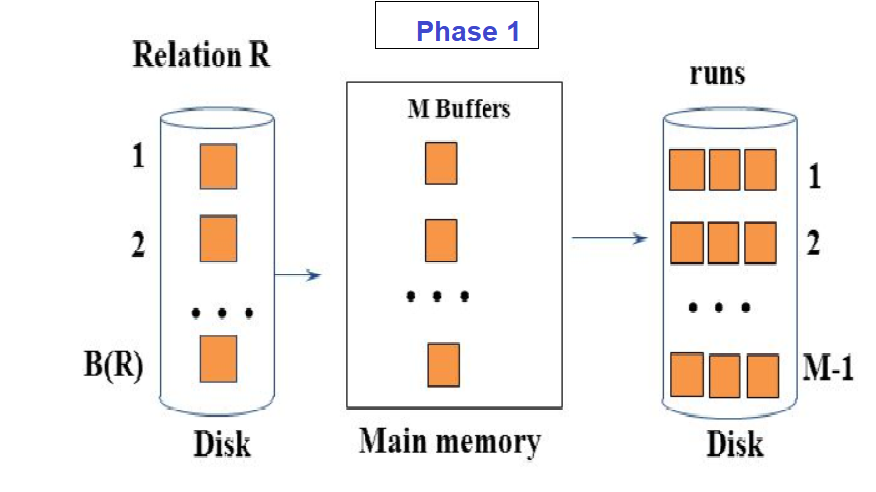 Phase 1
Relation R
runs
M Buffers
1
1
2
2
• • •
• • •
• • •
B(R)
M-1
Disk
Main memory
Disk